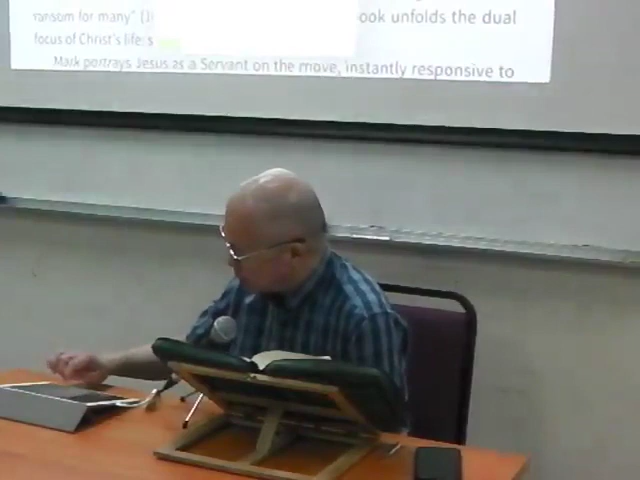 ransom for many" (1 ook unfolds the dual
focus of Christ's life: s
Mark portrays Jesus as a Servant on the move, instantly responsive to